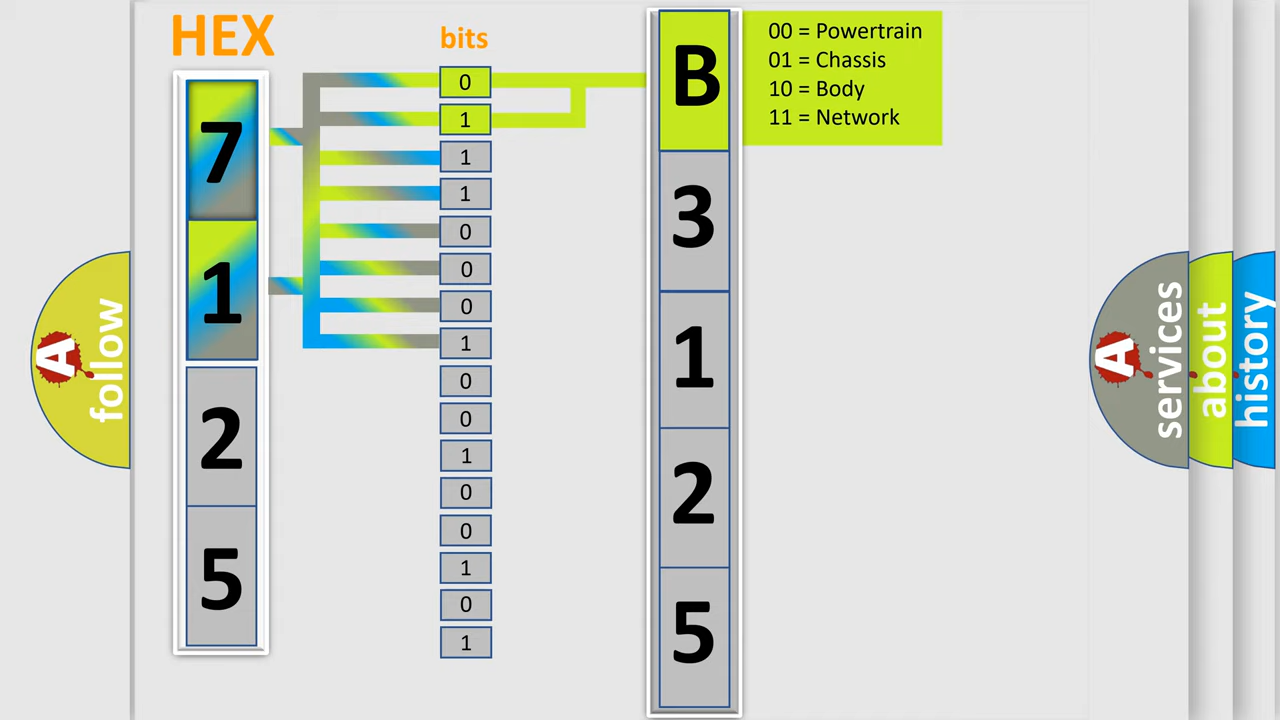 HEX
bits
7
1
2
5
0
1
1
1
0
0
0
1
0
0
1
0
0
1
0
1
B
3
1
2
5
00 = Powertrain
01 = Chassis
10 = Body
11 = Network
A
follow
A
services
about
history